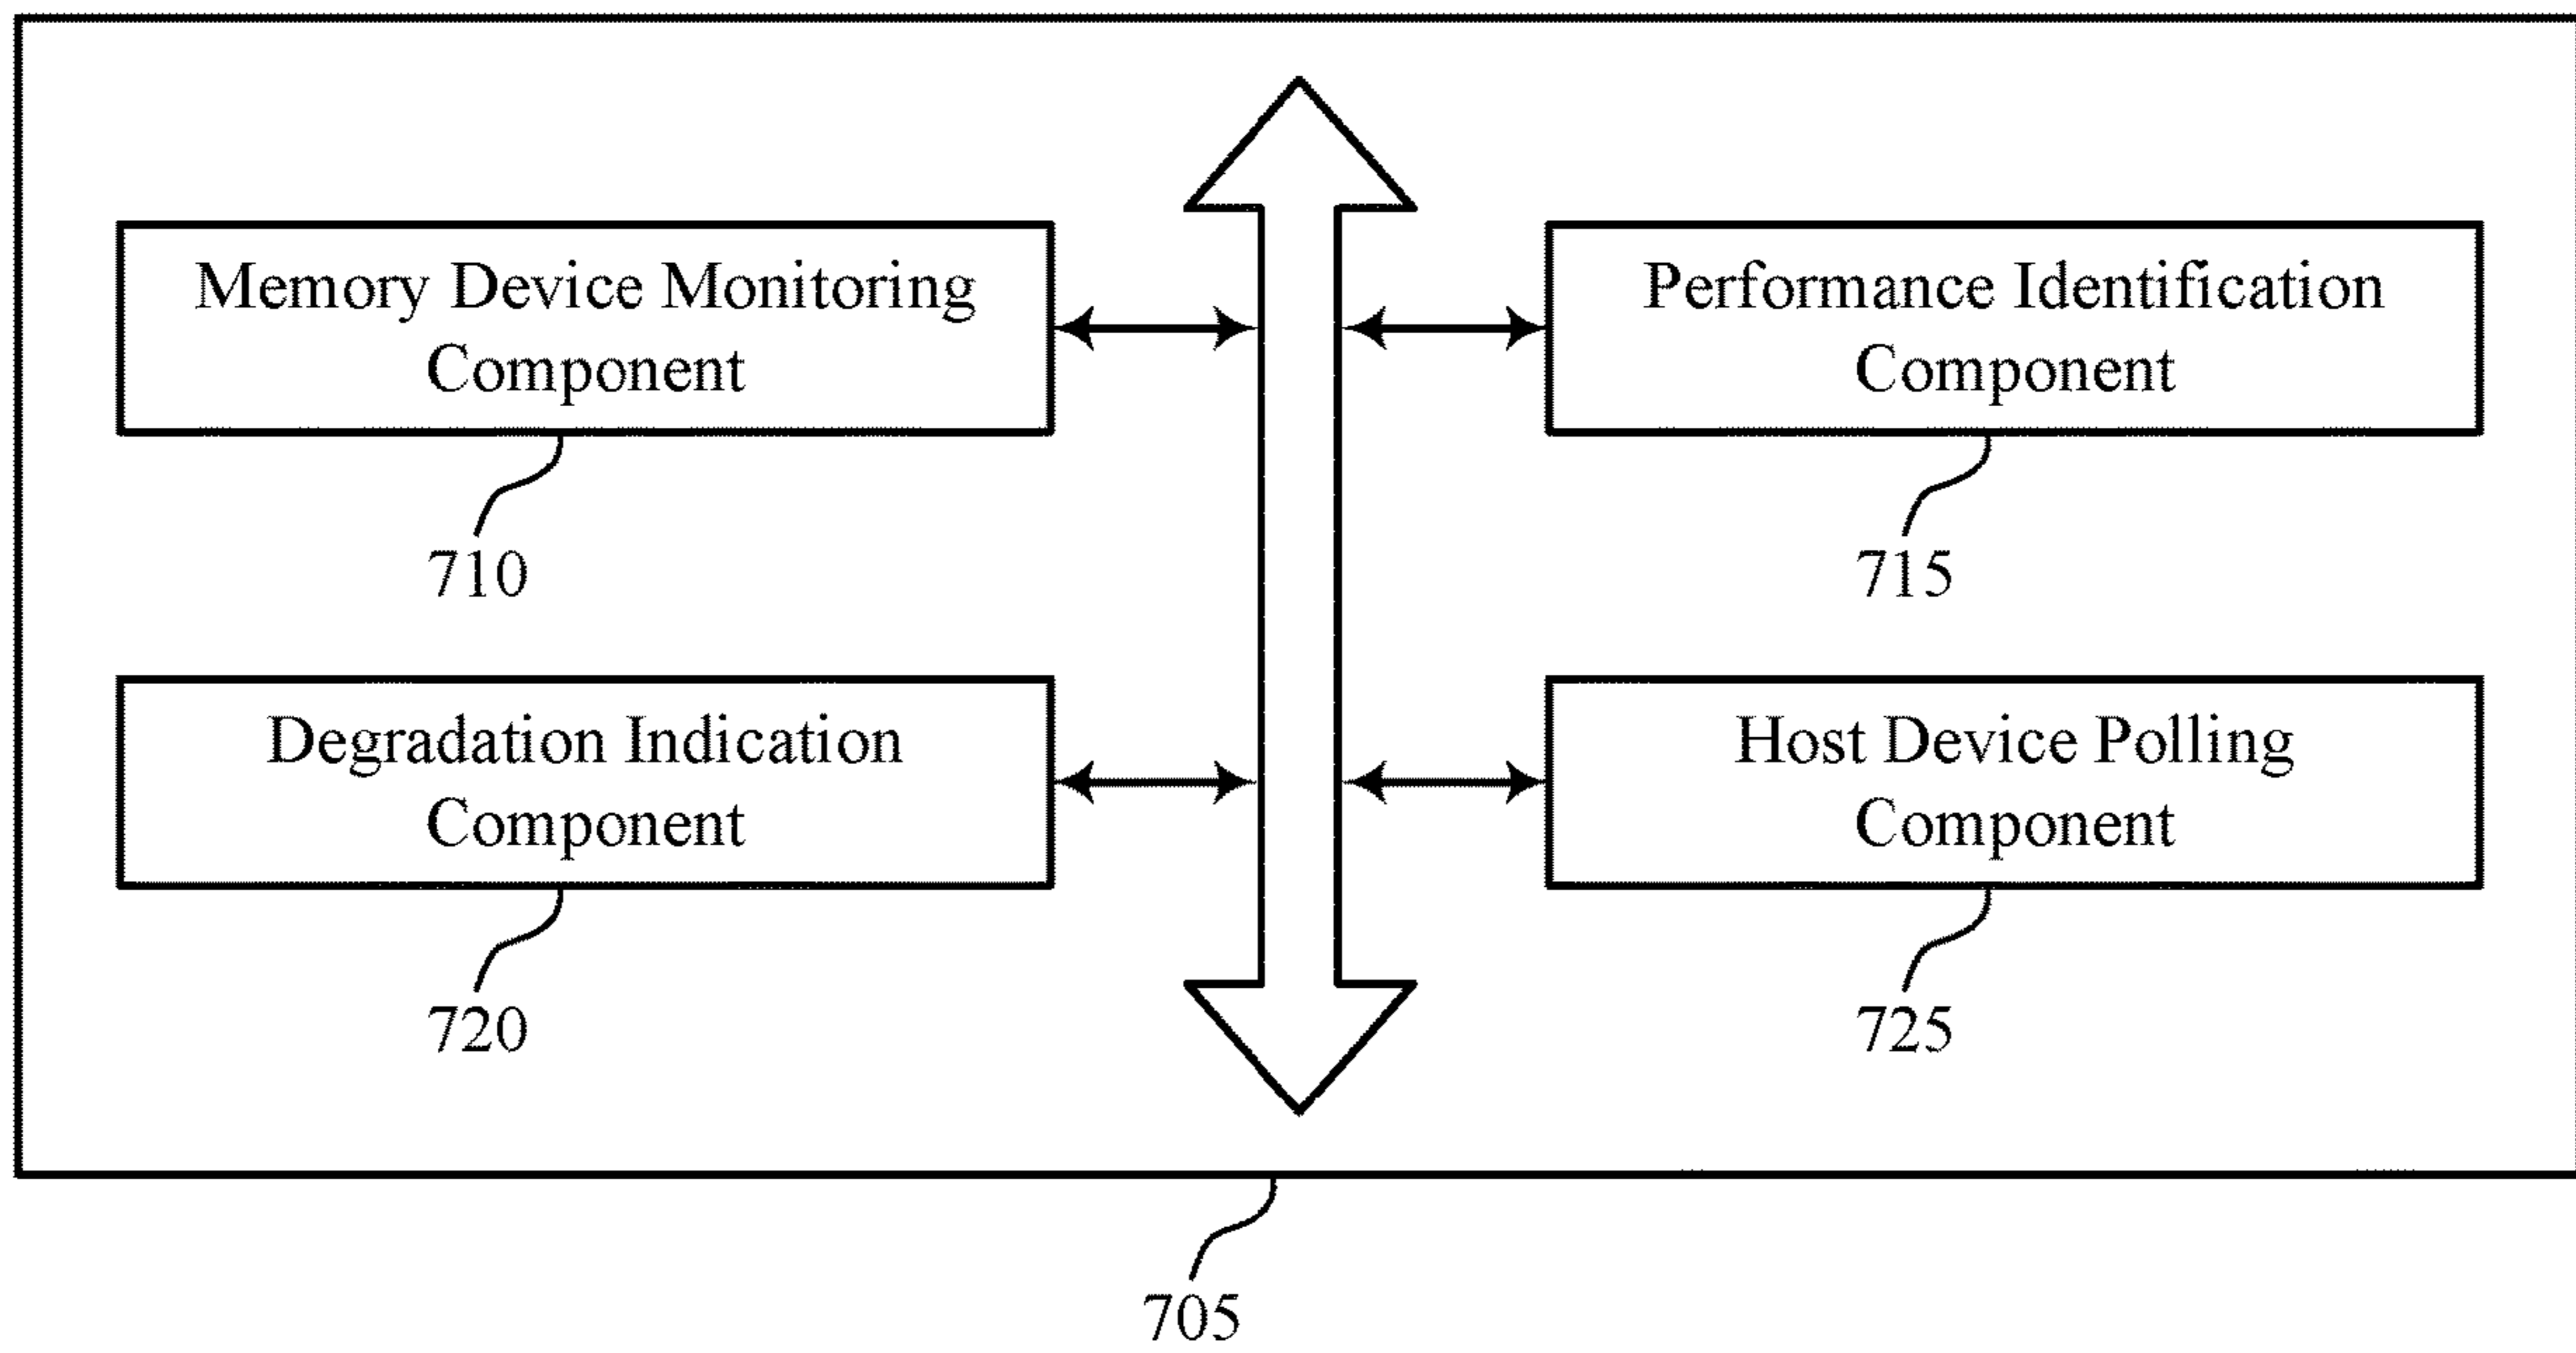 Memory Device Monitoring
Component
710
Performance Identification
Component
715
Degradation Indication
Component
720
Host Device Polling
Component
725
705